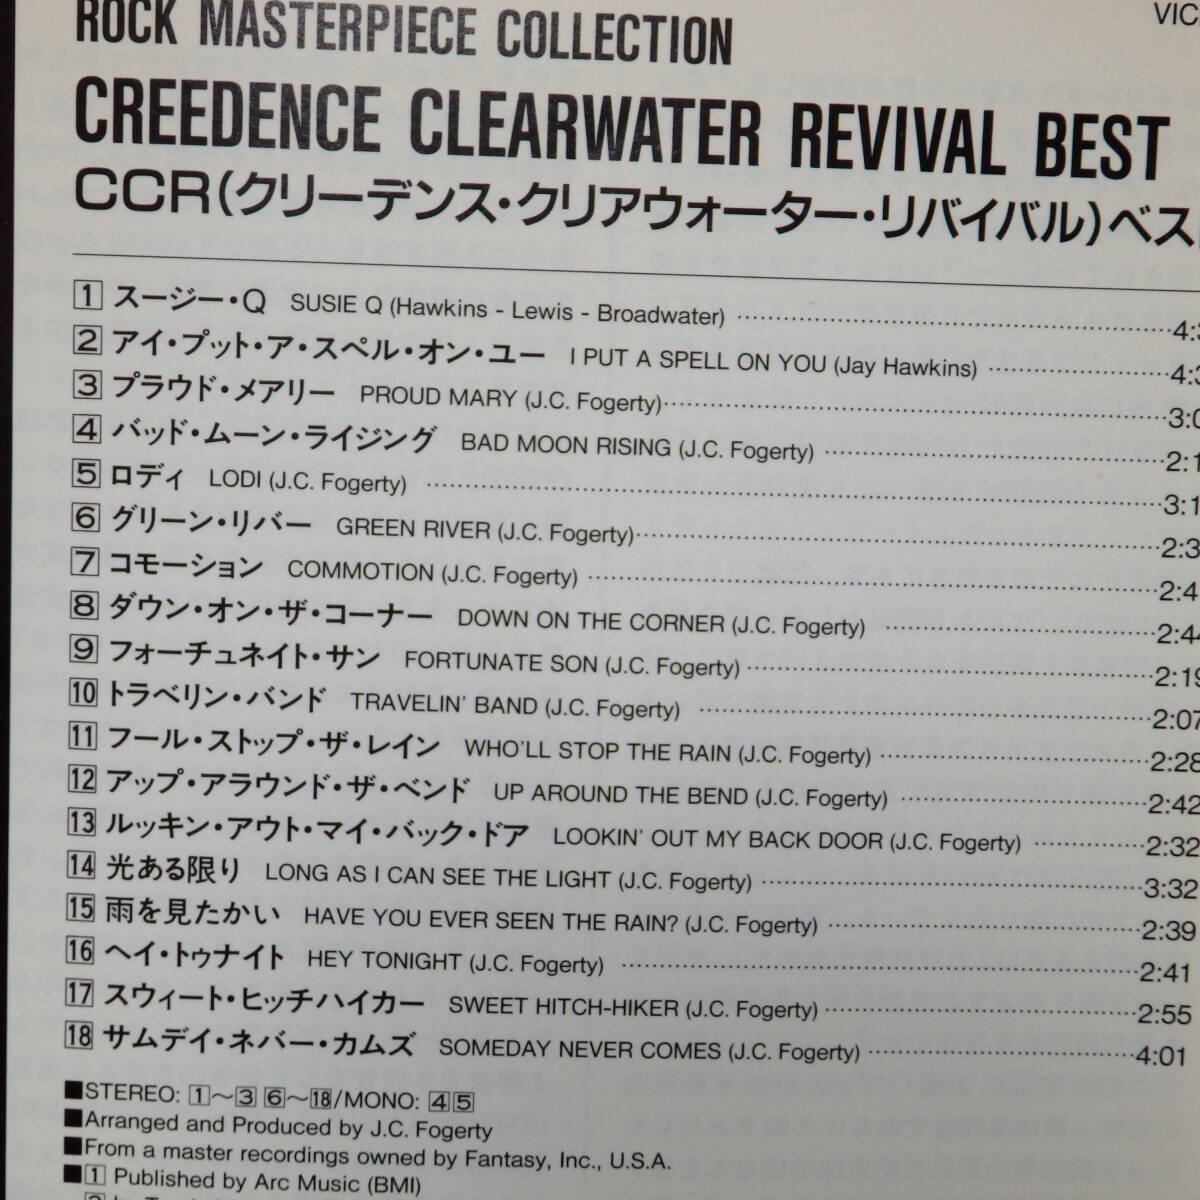 ROCK MASTERPIECE COLLECTION
VIC
CREEDENCE CLEARWATER REVIVAL BEST
CCR(クリーデンス・クリアウォーター・リバイバル)ベス
1 スージー・Q SUSIE Q (Hawkins - Lewis - Broadwater) 4:
2 アイ・プット・ア・スペル・オン・ユー I PUT A SPELL ON YOU (Jay Hawkins) 4:3
3 プラウド・メアリー PROUD MARY (J.C. Fogerty) 3:0
4 バッド・ムーン・ライジング BAD MOON RISING (J.C. Fogerty) 2:1
5 ロディ LODI (J.C. Fogerty) 3:1
6 グリーン・リバー GREEN RIVER (J.C. Fogerty) 2:3
7 コモーション COMMOTION (J.C. Fogerty) 2:4
8 ダウン・オン・ザ・コーナー DOWN ON THE CORNER (J.C. Fogerty) 2:44
9 フォーチュネイト・サン FORTUNATE SON (J.C. Fogerty) 2:19
10 トラベリン・バンド TRAVELIN' BAND (J.C. Fogerty) 2:07
11 フール・ストップ・ザ・レイン WHO'LL STOP THE RAIN (J.C. Fogerty) 2:28
12 アップ・アラウンド・ザ・ベンド UP AROUND THE BEND (J.C. Fogerty) 2:42
13 ルッキン・アウト・マイ・バック・ドア LOOKIN' OUT MY BACK DOOR (J.C. Fogerty) 2:32
14 光ある限り LONG AS I CAN SEE THE LIGHT (J.C. Fogerty) 3:32
15 雨を見たかい HAVE YOU EVER SEEN THE RAIN? (J.C. Fogerty) 2:39
16 ヘイ・トゥナイト HEY TONIGHT (J.C. Fogerty) 2:41
17 スウィート・ヒッチハイカー SWEET HITCH-HIKER (J.C. Fogerty) 2:55
18 サムデイ・ネバー・カムズ SOMEDAY NEVER COMES (J.C. Fogerty) 4:01
■STEREO: 1～3 6～18/MONO: 4 5
■Arranged and Produced by J.C. Fogerty
■From a master recordings owned by Fantasy, Inc., U.S.A.
■1 Published by Arc Music (BMI)